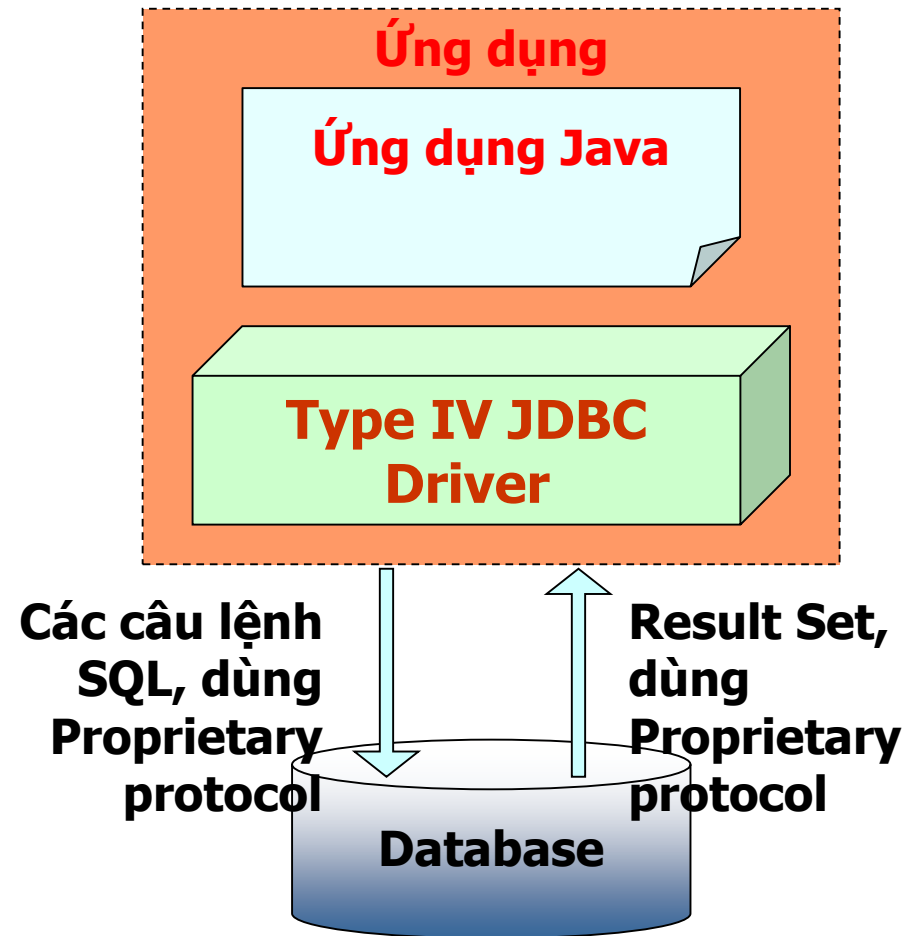 Ứng dụng
Ứng dụng Java
Type IV JDBC
Driver
Các câu lệnh
SQL, dùng
Proprietary
protocol
Result Set,
dùng
Proprietary
protocol
Database